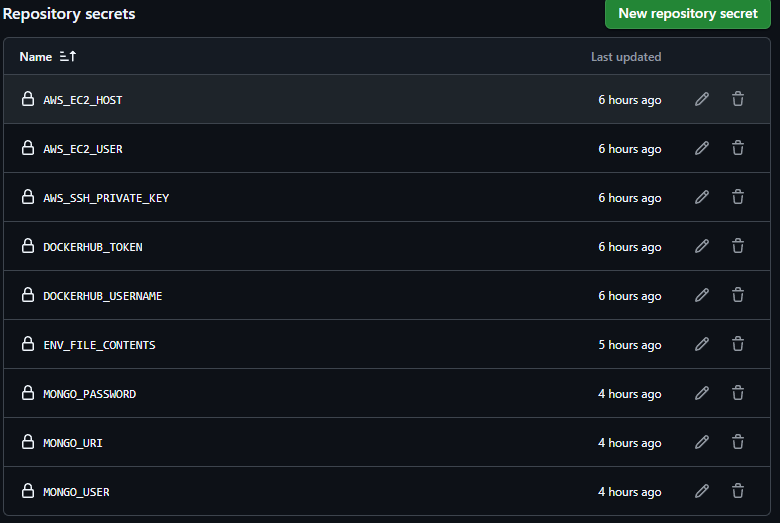 Repository secrets New repository secret
Name Last updated
AWS_EC2_HOST 6 hours ago
AWS_EC2_USER 6 hours ago
AWS_SSH_PRIVATE_KEY 6 hours ago
DOCKERHUB_TOKEN 6 hours ago
DOCKERHUB_USERNAME 6 hours ago
ENV_FILE_CONTENTS 5 hours ago
MONGO_PASSWORD 4 hours ago
MONGO_URI 4 hours ago
MONGO_USER 4 hours ago